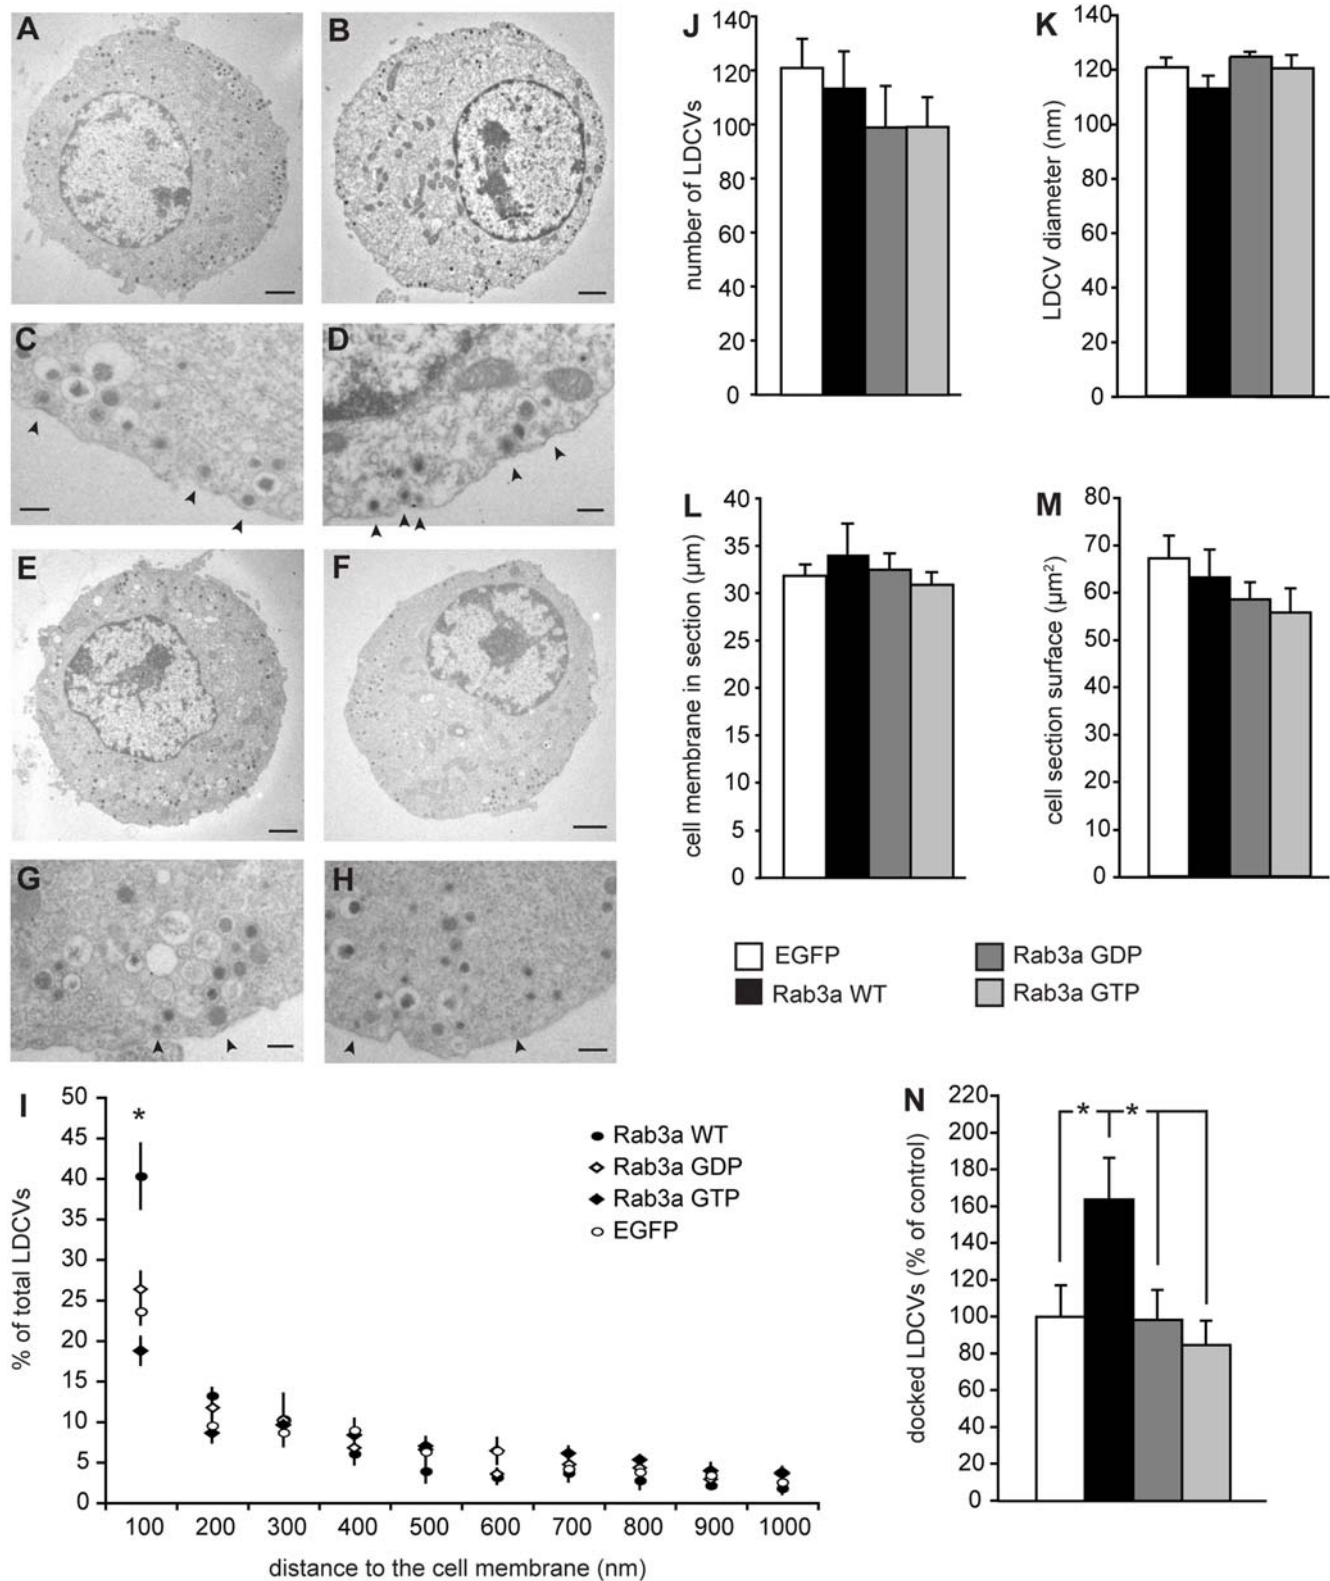 A
B
C
D
E
F
G
H
J
140
120
100
80
60
40
20
0
number of LDCVs
K
140
120
100
80
60
40
20
0
LDCV diameter (nm)
L
40
35
30
25
20
15
10
5
0
cell membrane in section (µm)
M
80
70
60
50
40
30
20
10
0
cell section surface (µm²)
EGFP
Rab3a GDP
Rab3a WT
Rab3a GTP
I
50
45
40
35
30
25
20
15
10
5
0
% of total LDCVs
*
Rab3a WT
Rab3a GDP
Rab3a GTP
EGFP
100 200 300 400 500 600 700 800 900 1000
distance to the cell membrane (nm)
N
220
200
180
160
140
120
100
80
60
40
20
0
docked LDCVs (% of control)
* *